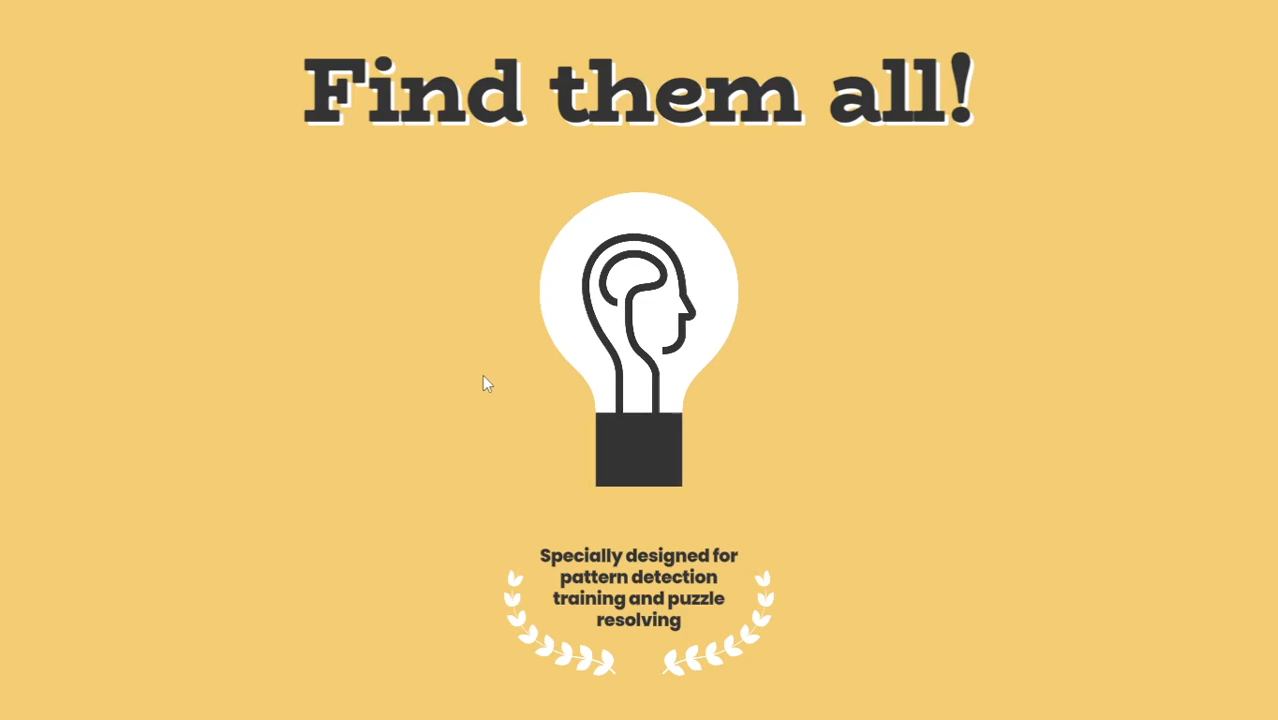 Find them all!
Specially designed for
pattern detection
training and puzzle
resolving